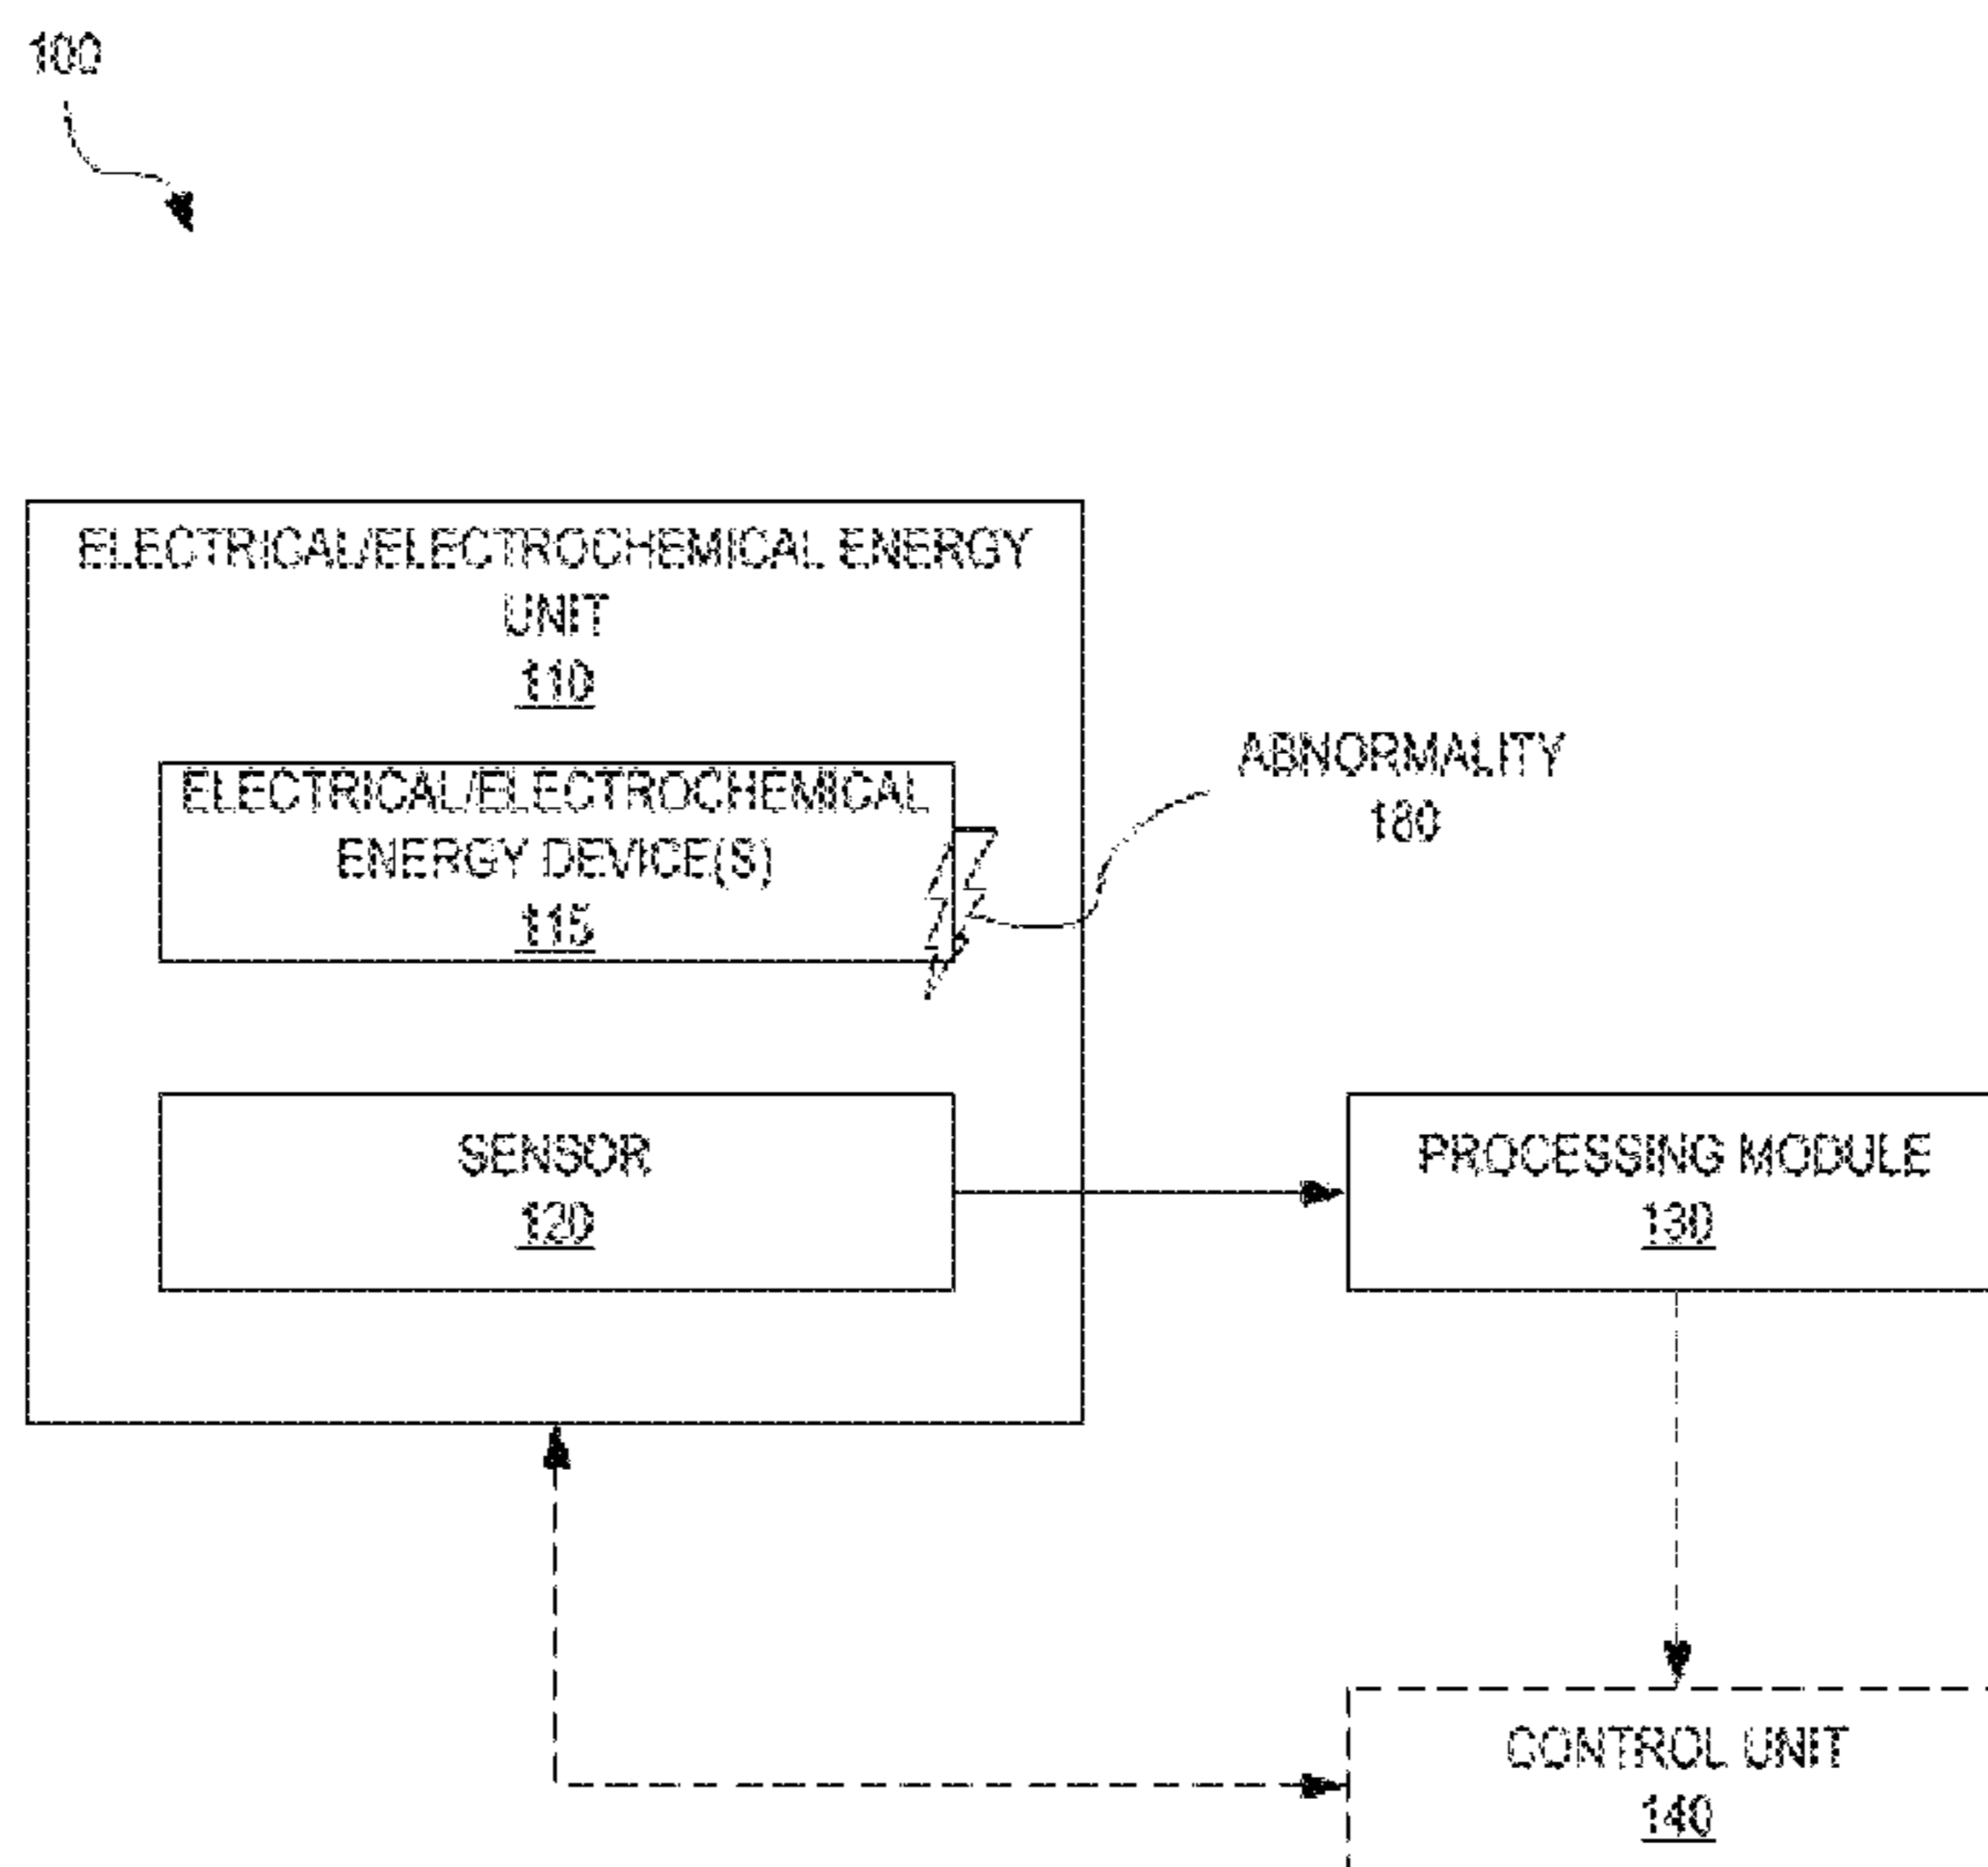 100
ELECTRICAL/ELECTROCHEMICAL ENERGY
UNIT
110
ELECTRICAL/ELECTROCHEMICAL
ENERGY DEVICE(S)
115
ABNORMALITY
180
SENSOR
120
PROCESSING MODULE
130
CONTROL UNIT
140